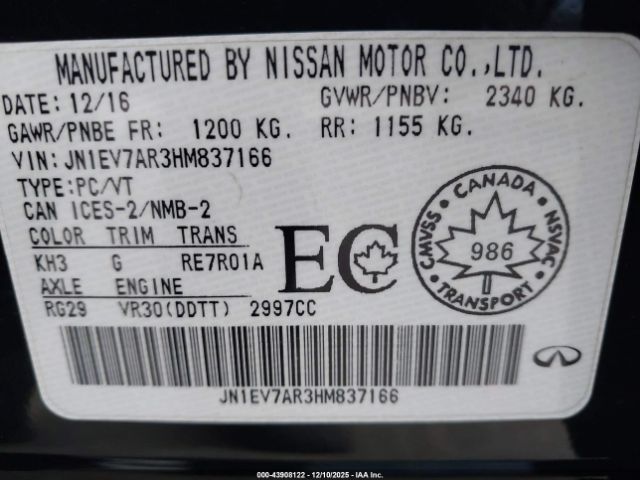 MANUFACTURED BY NISSAN MOTOR CO.,LTD.
DATE: 12/16 GVWR/PNBV: 2340 KG.
GAWR/PNBE FR: 1200 KG. RR: 1155 KG.
VIN: JN1EV7AR3HM837166
TYPE: PC/VT
CAN ICES-2/NMB-2
COLOR TRIM TRANS
KH3 G RE7R01A
AXLE ENGINE
RG29 VR30(DDTT) 2997CC
EC
CANADA
CMVSS 986 NSVAC
TRANSPORT
JN1EV7AR3HM837166
000-43908122 - 12/10/2025 - IAA Inc.